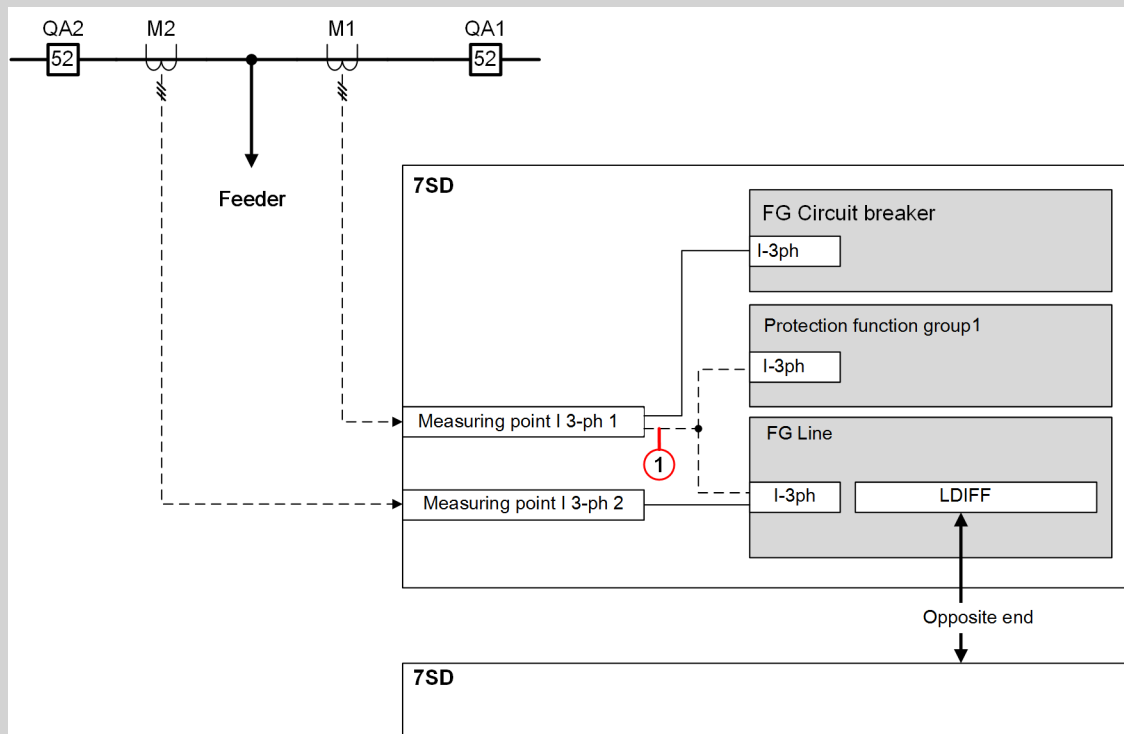 QA2 M2 M1 QA1
52 52
Feeder
7SD
FG Circuit breaker
I-3ph
Protection function group1
I-3ph
Measuring point I 3-ph 1
FG Line
1
Measuring point I 3-ph 2
I-3ph LDIFF
Opposite end
7SD